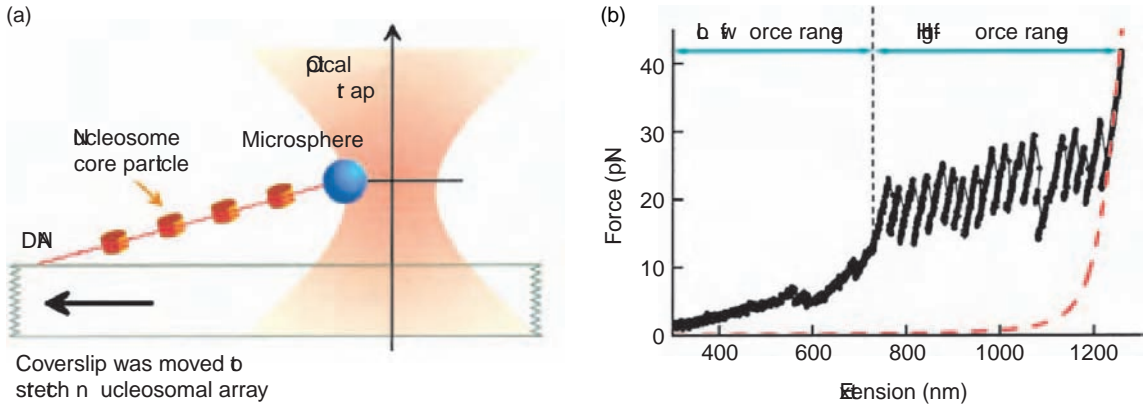 (a)
Optical
trap
Nucleosome
core particle
Microsphere
DNA
Coverslip was moved to
stretch nucleosomal array
(b)
Low force range
High-force range
Force (pN)
40
30
20
10
0
400
600
800
1000
1200
Extension (nm)